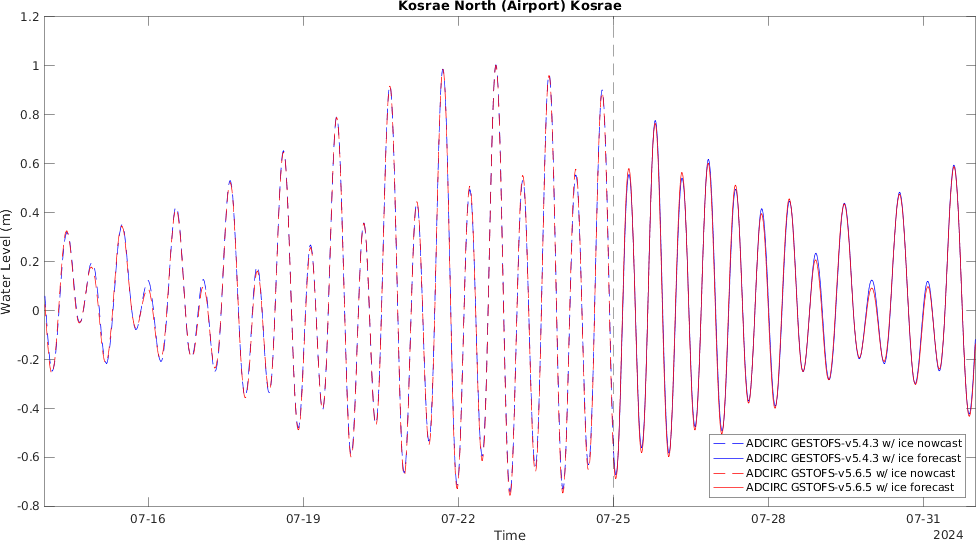 Kosrae North (Airport) Kosrae
1.2
1
0.8
0.6
0.4
0.2
0
-0.2
-0.4
-0.6
-0.8
Water Level (m)
07-16
07-19
07-22
07-25
07-28
07-31
Time
2024
ADCIRC GESTOFS-v5.4.3 w/ ice nowcast
ADCIRC GESTOFS-v5.4.3 w/ ice forecast
ADCIRC GSTOFS-v5.6.5 w/ ice nowcast
ADCIRC GSTOFS-v5.6.5 w/ ice forecast